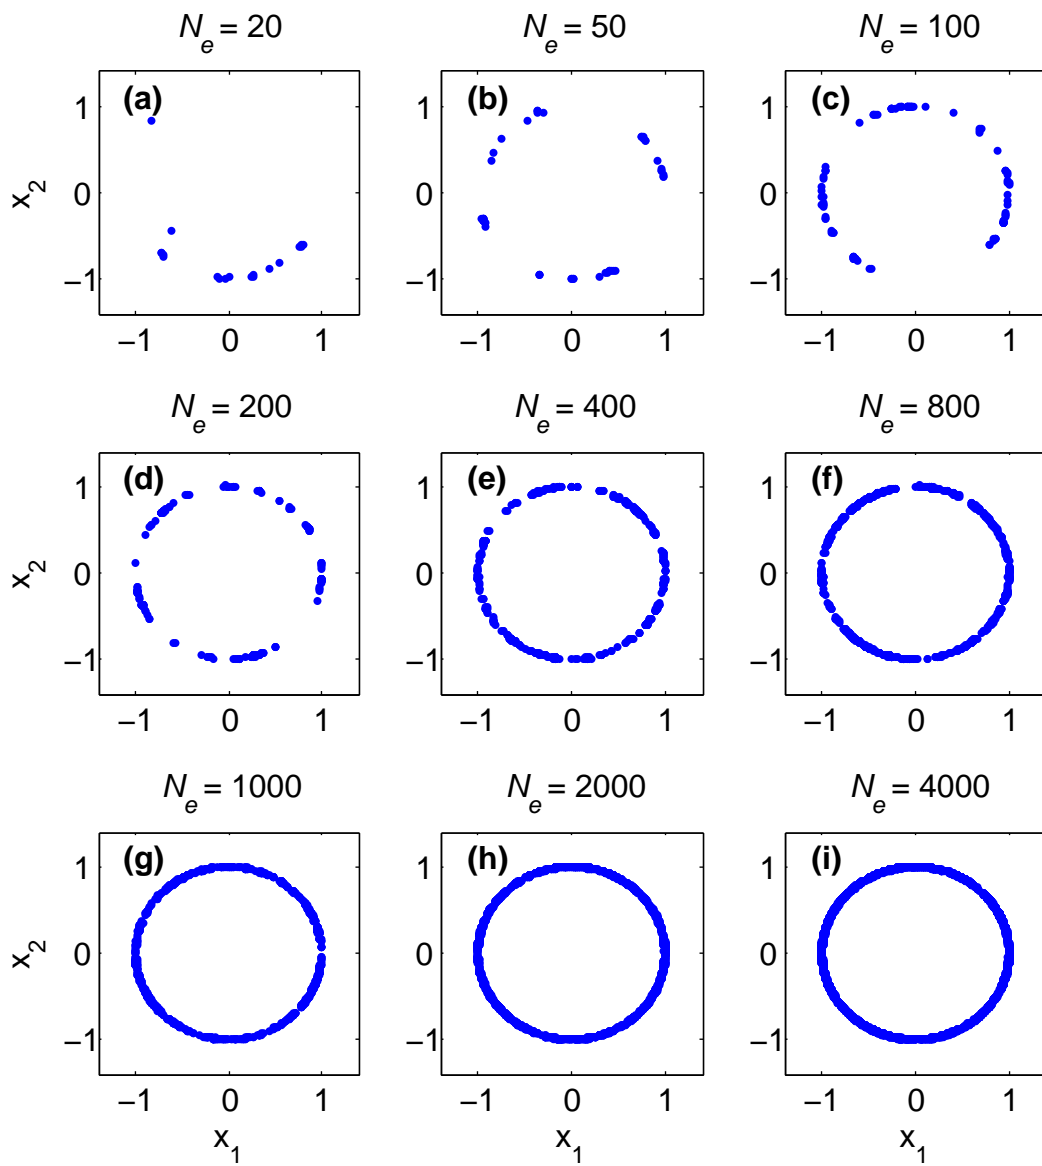 N_e = 20 N_e = 50 N_e = 100
(a) (b) (c)
1 1 1
x_2 0 0 0
−1 −1 −1
−1 0 1 −1 0 1 −1 0 1
N_e = 200 N_e = 400 N_e = 800
(d) (e) (f)
1 1 1
x_2 0 0 0
−1 −1 −1
−1 0 1 −1 0 1 −1 0 1
N_e = 1000 N_e = 2000 N_e = 4000
(g) (h) (i)
1 1 1
x_2 0 0 0
−1 −1 −1
−1 0 1 −1 0 1 −1 0 1
x_1 x_1 x_1